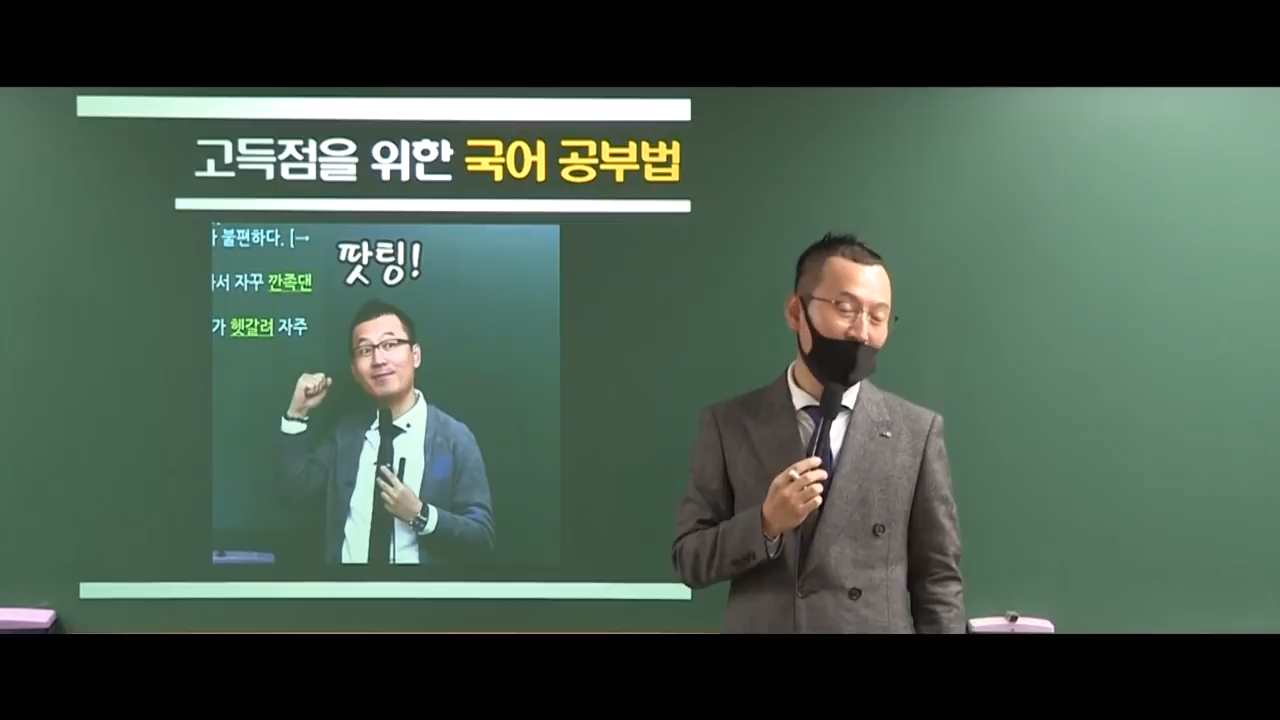 고득점을 위한 국어 공부법
불편하다. [→
팟팅!
서 자꾸 깐족댄
가 헷갈려 자주